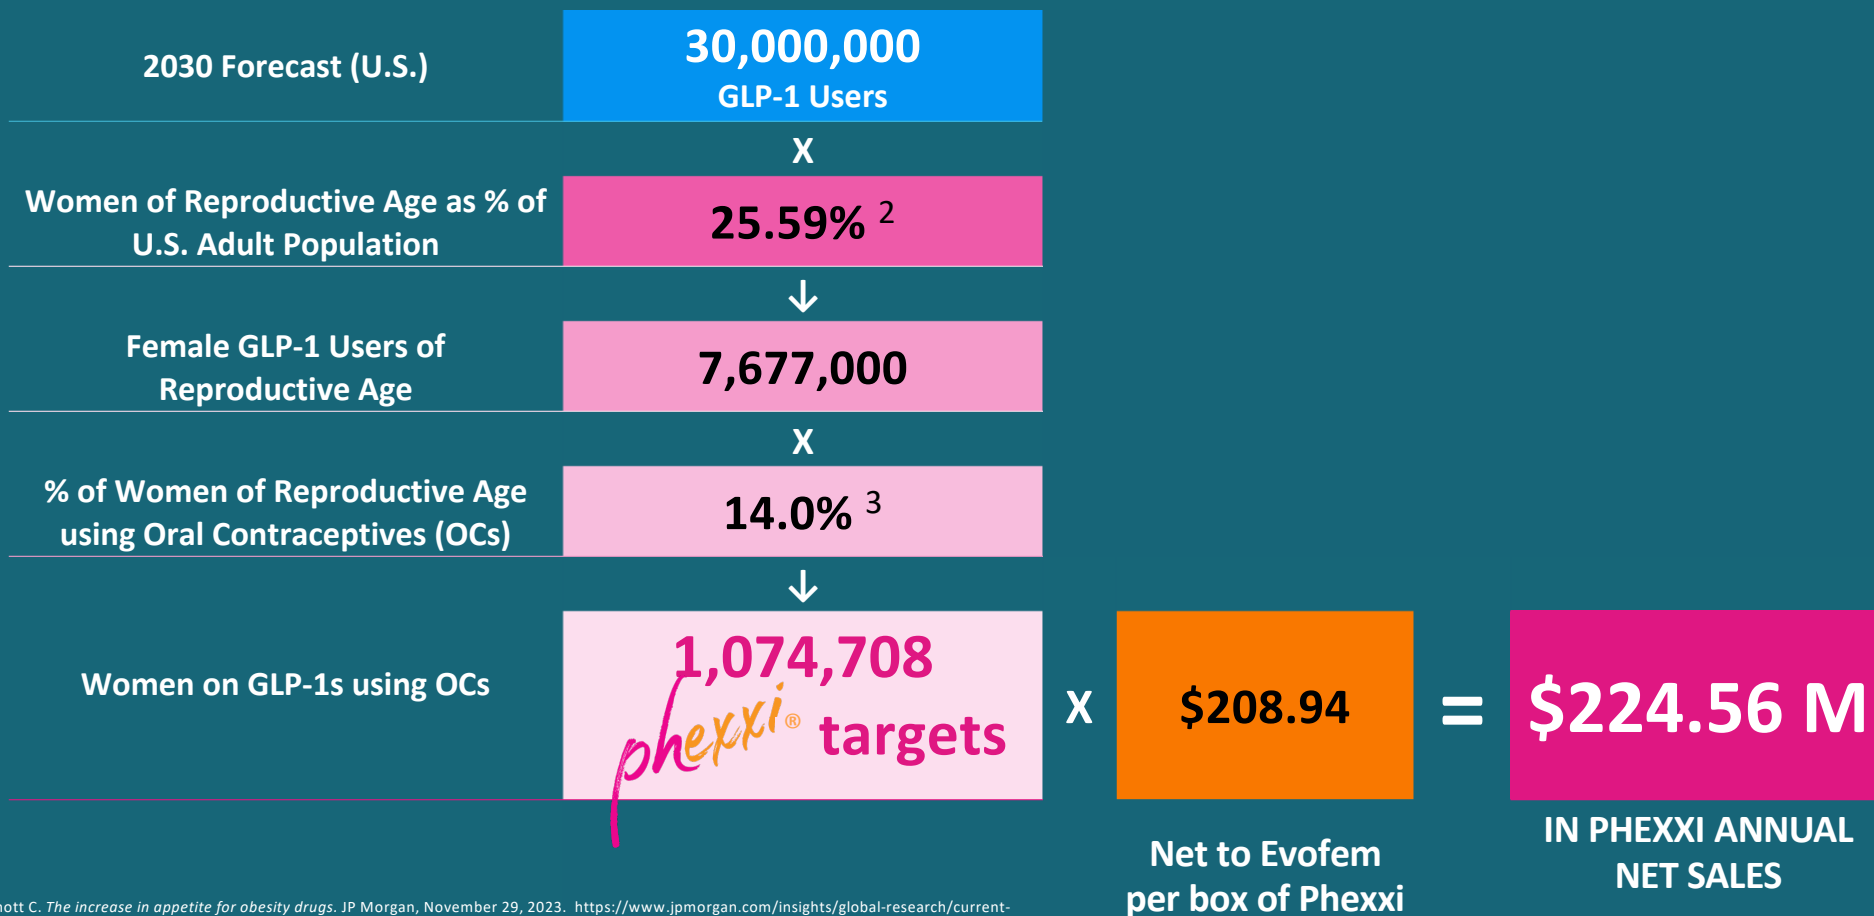 2030 Forecast (U.S.)
30,000,000
GLP-1 Users
X
Women of Reproductive Age as % of
U.S. Adult Population
25.59% 2
↓
Female GLP-1 Users of
Reproductive Age
7,677,000
X
% of Women of Reproductive Age
using Oral Contraceptives (OCs)
14.0% 3
↓
Women on GLP-1s using OCs
1,074,708
phexxi® targets
X
$208.94
=
$224.56 M
Net to Evofem
per box of Phexxi
IN PHEXXI ANNUAL
NET SALES
C. The increase in appetite for obesity drugs. JP Morgan, November 29, 2023. https://www.jpmorgan.com/insights/global-research/current-